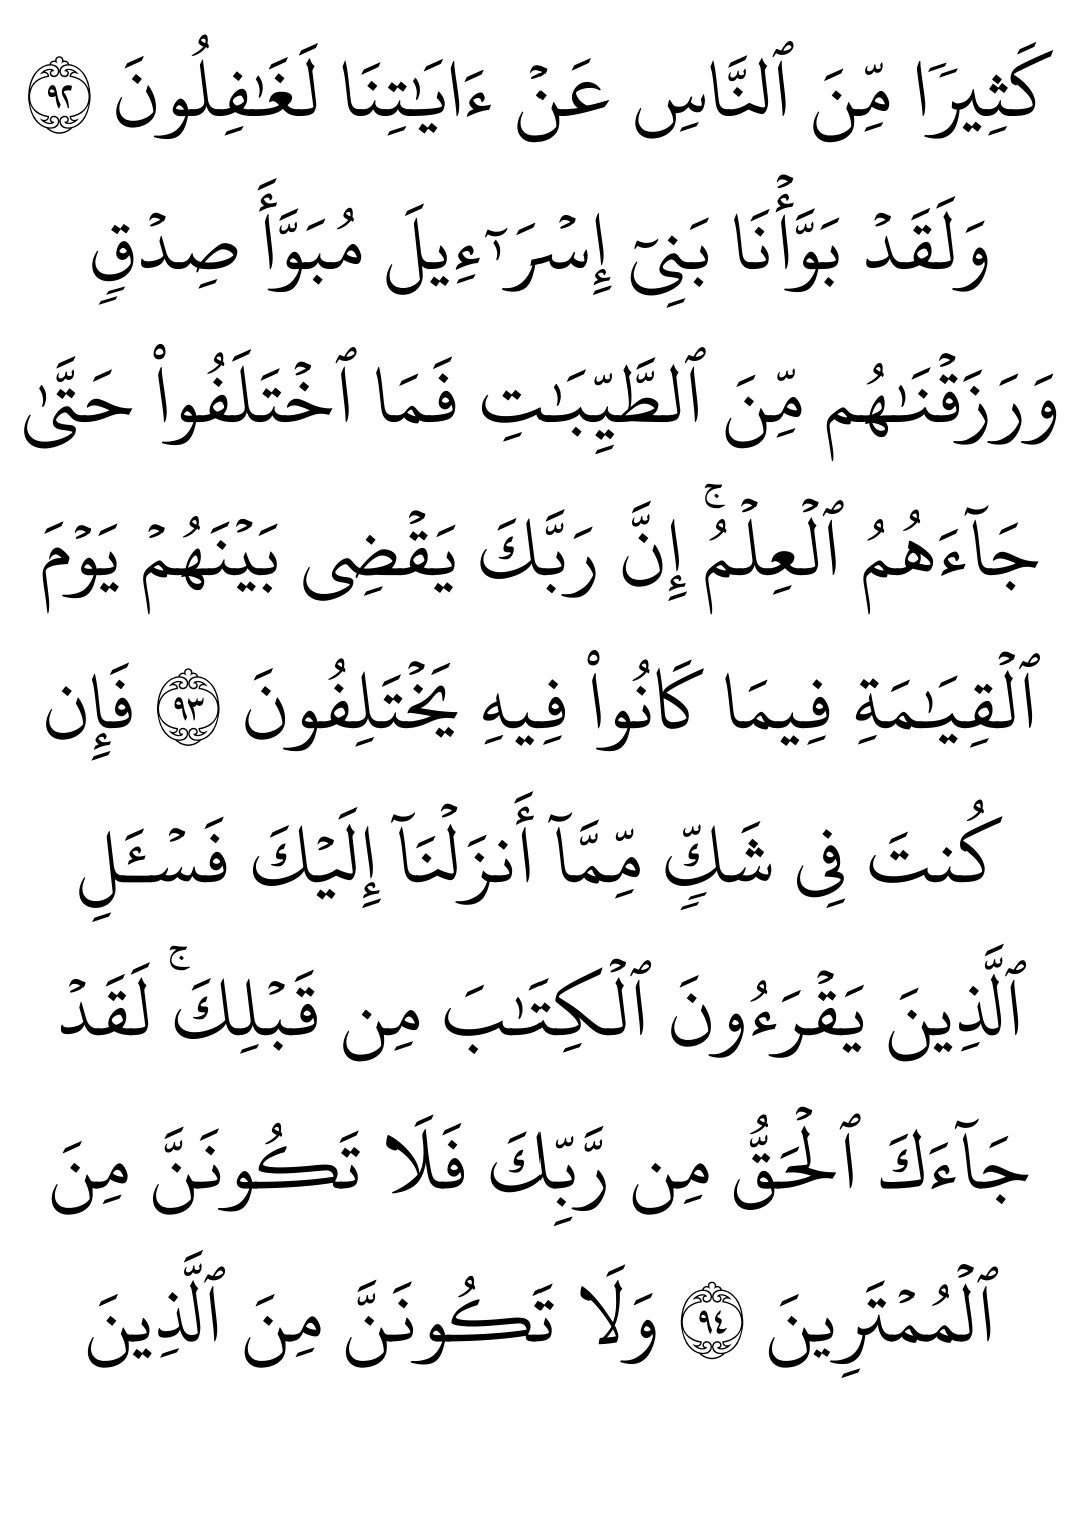 كَثِيرٗا مِّنَ ٱلنَّاسِ عَنۡ ءَايَٰتِنَا لَغَٰفِلُونَ ٩٢
وَلَقَدۡ بَوَّأۡنَا بَنِيٓ إِسۡرَـٰٓءِيلَ مُبَوَّأَ صِدۡقٖ
وَرَزَقۡنَٰهُم مِّنَ ٱلطَّيِّبَٰتِ فَمَا ٱخۡتَلَفُواْ حَتَّىٰ
جَآءَهُمُ ٱلۡعِلۡمُۚ إِنَّ رَبَّكَ يَقۡضِي بَيۡنَهُمۡ يَوۡمَ
ٱلۡقِيَٰمَةِ فِيمَا كَانُواْ فِيهِ يَخۡتَلِفُونَ ٩٣ فَإِن
كُنتَ فِي شَكّٖ مِّمَّآ أَنزَلۡنَآ إِلَيۡكَ فَسۡـَٔلِ
ٱلَّذِينَ يَقۡرَءُونَ ٱلۡكِتَٰبَ مِن قَبۡلِكَۚ لَقَدۡ
جَآءَكَ ٱلۡحَقُّ مِن رَّبِّكَ فَلَا تَكُونَنَّ مِنَ
ٱلۡمُمۡتَرِينَ ٩٤ وَلَا تَكُونَنَّ مِنَ ٱلَّذِينَ